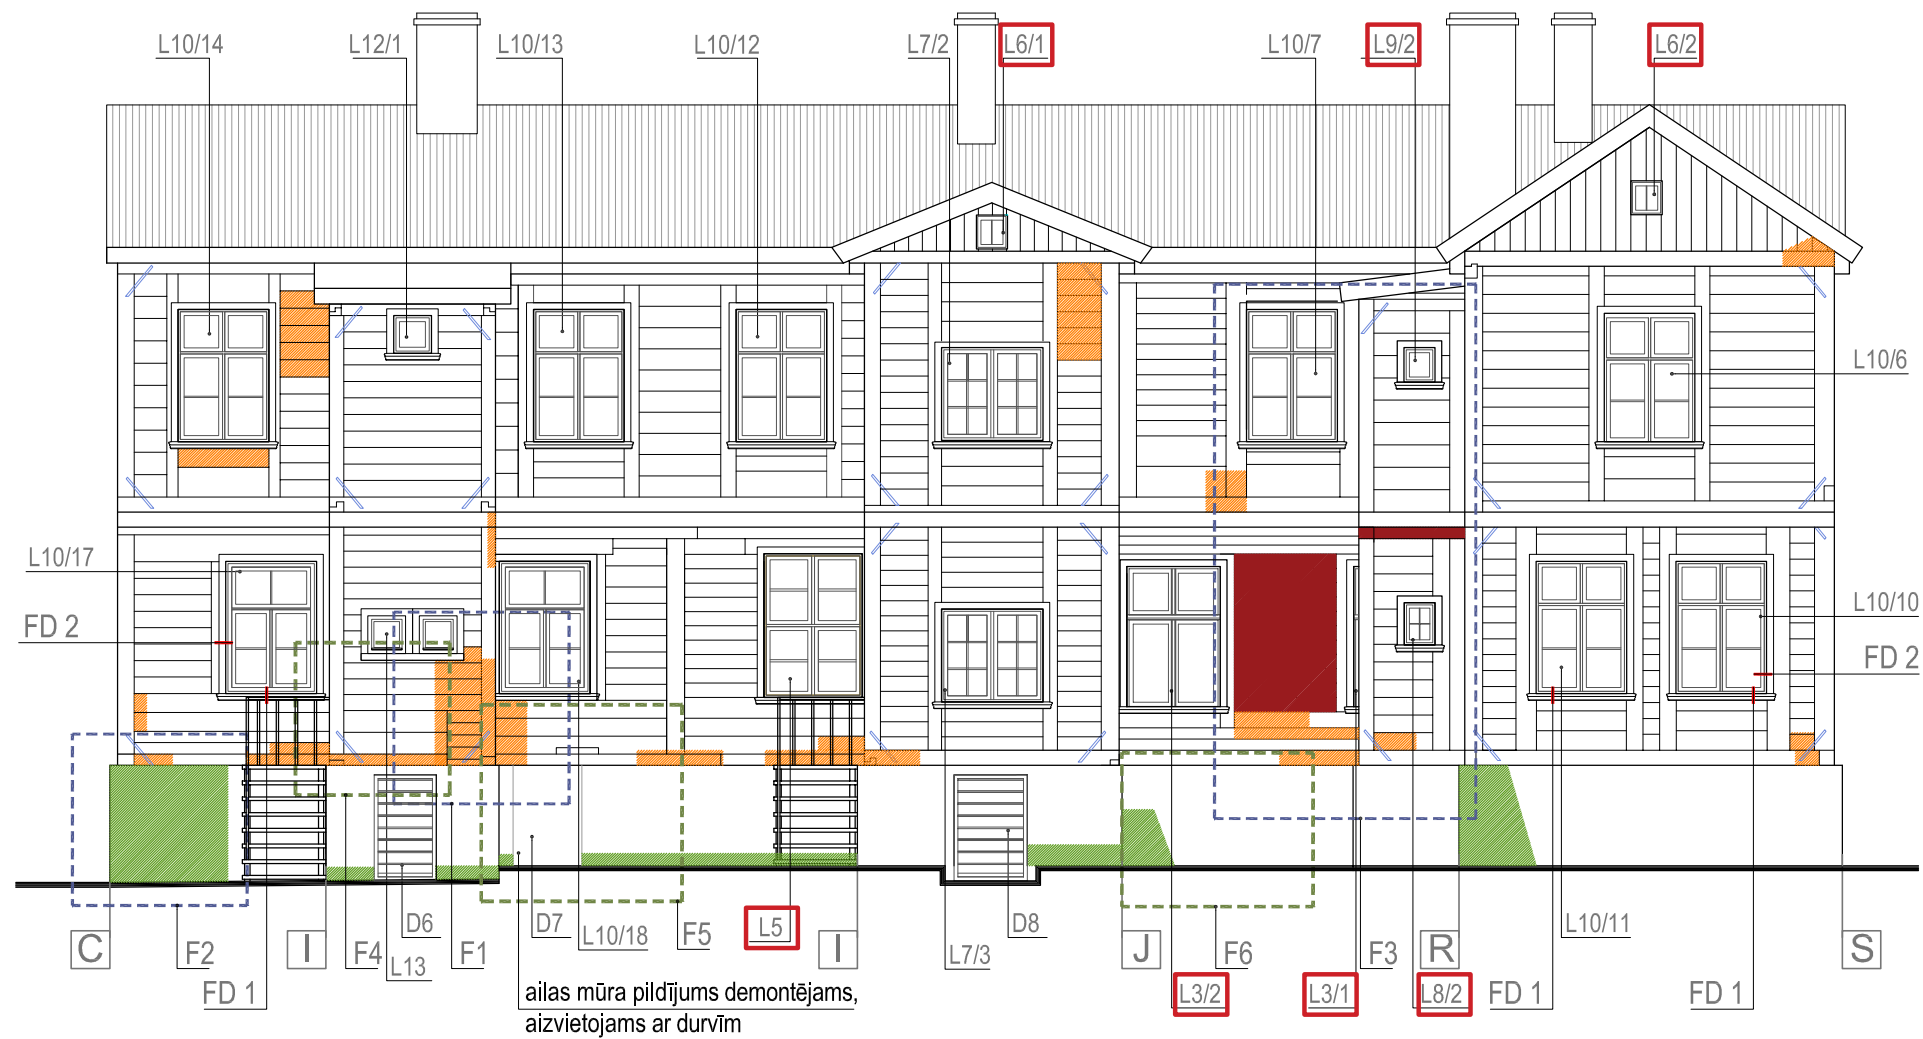 L10/14
L12/1
L10/13
L10/12
L7/2
L6/1
L10/7
L9/2
L6/2
L10/6
L10/17
L10/10
FD 2
FD 2
D6
D7
L10/18
F5
L5
D8
L10/11
C
F2
I
F4
L13
F1
I
L7/3
J
F6
F3
R
S
FD 1
L3/2
L3/1
L8/2
FD 1
FD 1
ailas mūra pildījums demontējams,
aizvietojams ar durvīm